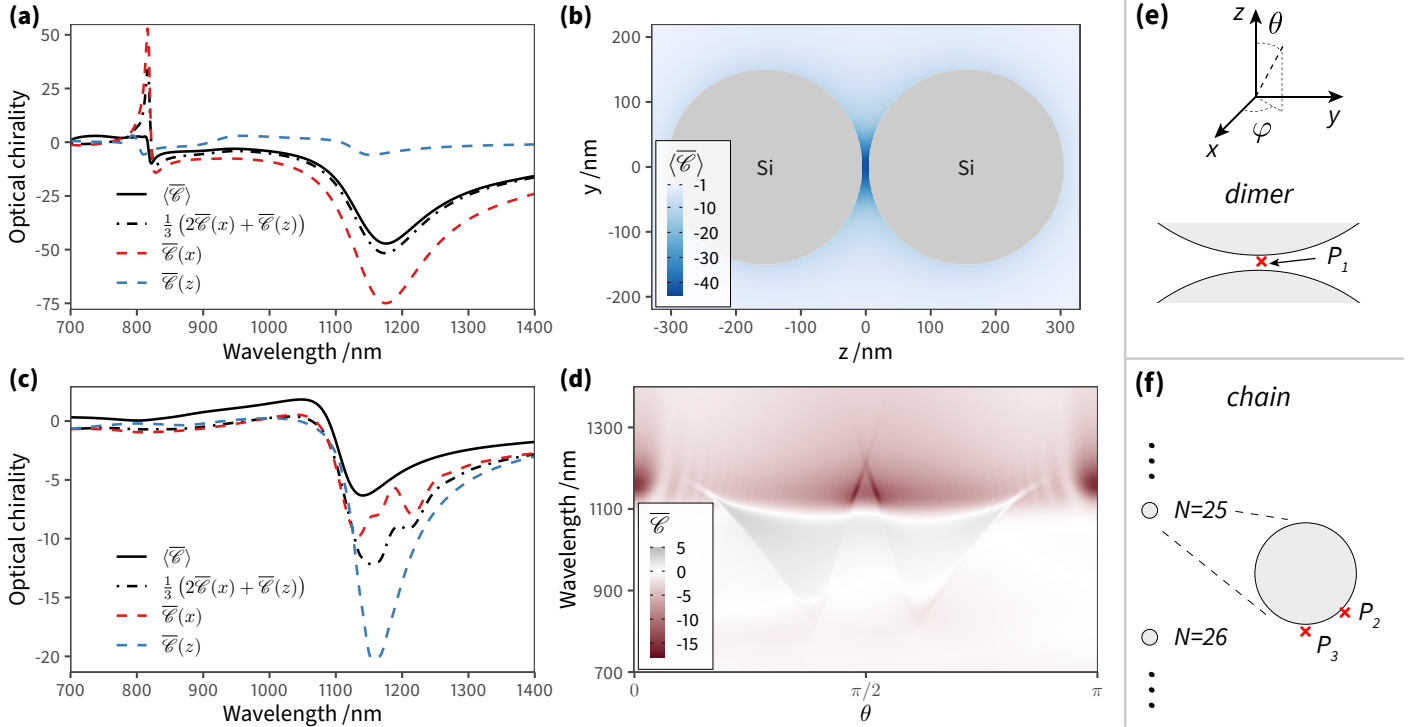 (a)
Optical chirality
50
25
0
-25
-50
-75
⟨𝒞̅⟩
1/3 (2𝒞̅(x) + 𝒞̅(z))
𝒞̅(x)
𝒞̅(z)
700 800 900 1000 1100 1200 1300 1400
Wavelength /nm
(b)
y /nm
200
100
0
-100
-200
Si
Si
⟨𝒞̅⟩
-1
-10
-20
-30
-40
-300 -200 -100 0 100 200 300
z /nm
(e)
z
θ
y
φ
x
dimer
P1
(c)
Optical chirality
0
-5
-10
-15
-20
⟨𝒞̅⟩
1/3 (2𝒞̅(x) + 𝒞̅(z))
𝒞̅(x)
𝒞̅(z)
700 800 900 1000 1100 1200 1300 1400
Wavelength /nm
(d)
Wavelength /nm
1300
1100
900
700
𝒞̅
5
0
-5
-10
-15
0 π/2 π
θ
(f)
chain
N=25
P2
N=26
P3